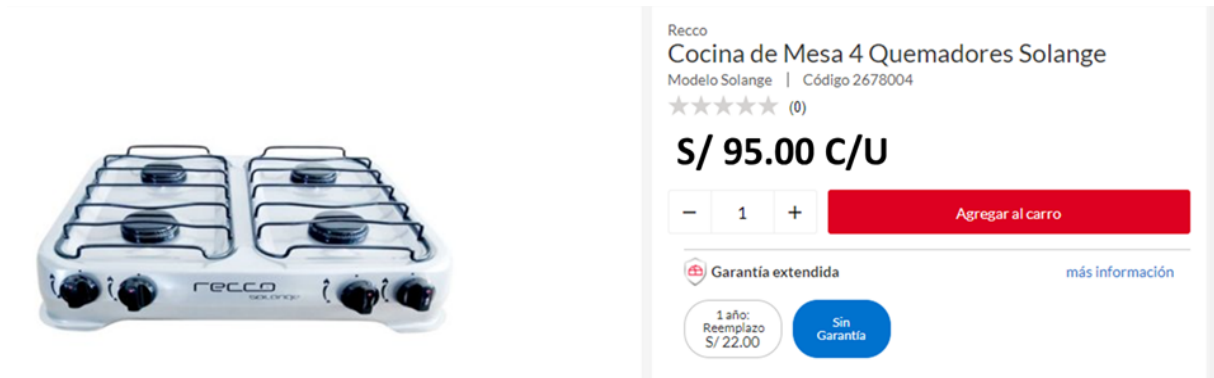 recco
SOLANGE
Recco
Cocina de Mesa 4 Quemadores Solange
Modelo Solange | Código 2678004
(0)
S/ 95.00 C/U
− 1 + Agregar al carro
Garantía extendida más información
1 año:
Reemplazo
S/ 22.00
Sin
Garantía